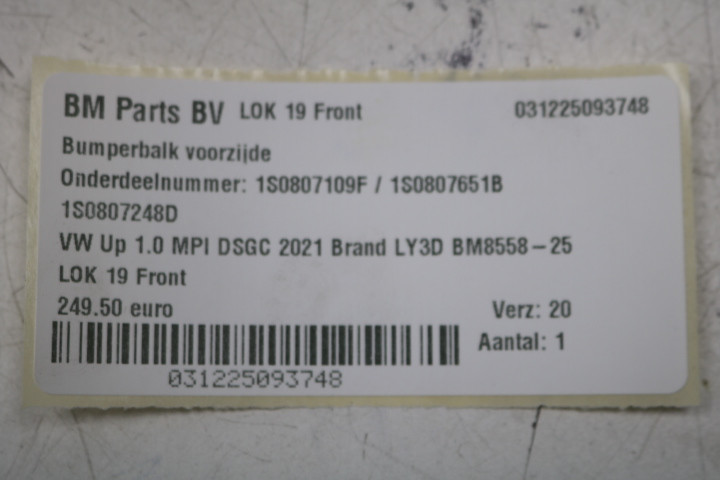 BM Parts BV LOK 19 Front 031225093748
Bumperbalk voorzijde
Onderdeelnummer: 1S0807109F / 1S0807651B
1S0807248D
VW Up 1.0 MPI DSGC 2021 Brand LY3D BM8558-25
LOK 19 Front
249.50 euro Verz: 20
Aantal: 1
031225093748